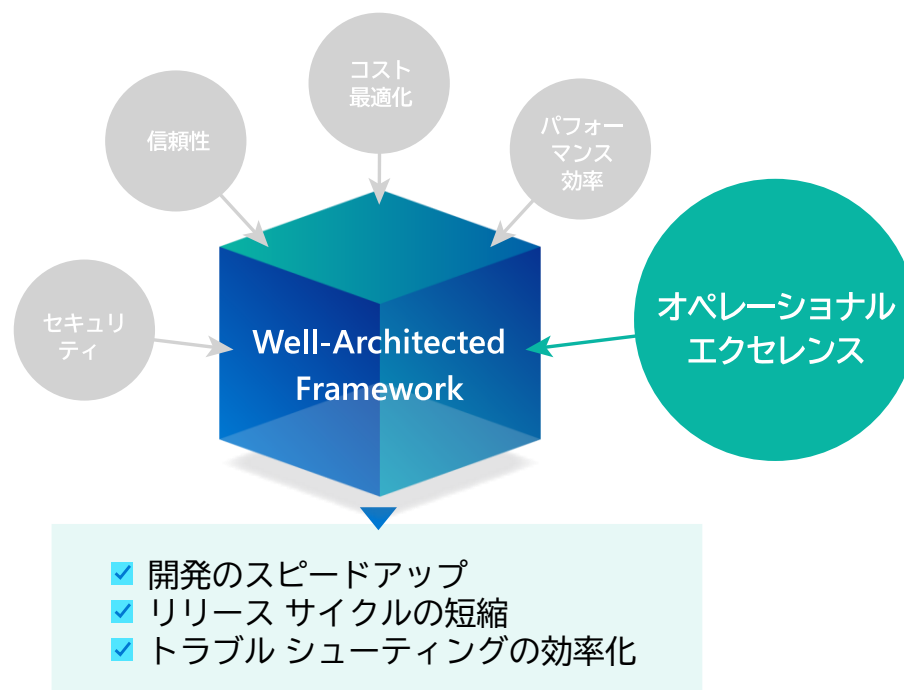 コスト
最適化
信頼性
パフォー
マンス
効率
セキュリ
ティ
オペレーショナル
エクセレンス
Well-Architected
Framework
開発のスピードアップ
リリース サイクルの短縮
トラブル シューティングの効率化